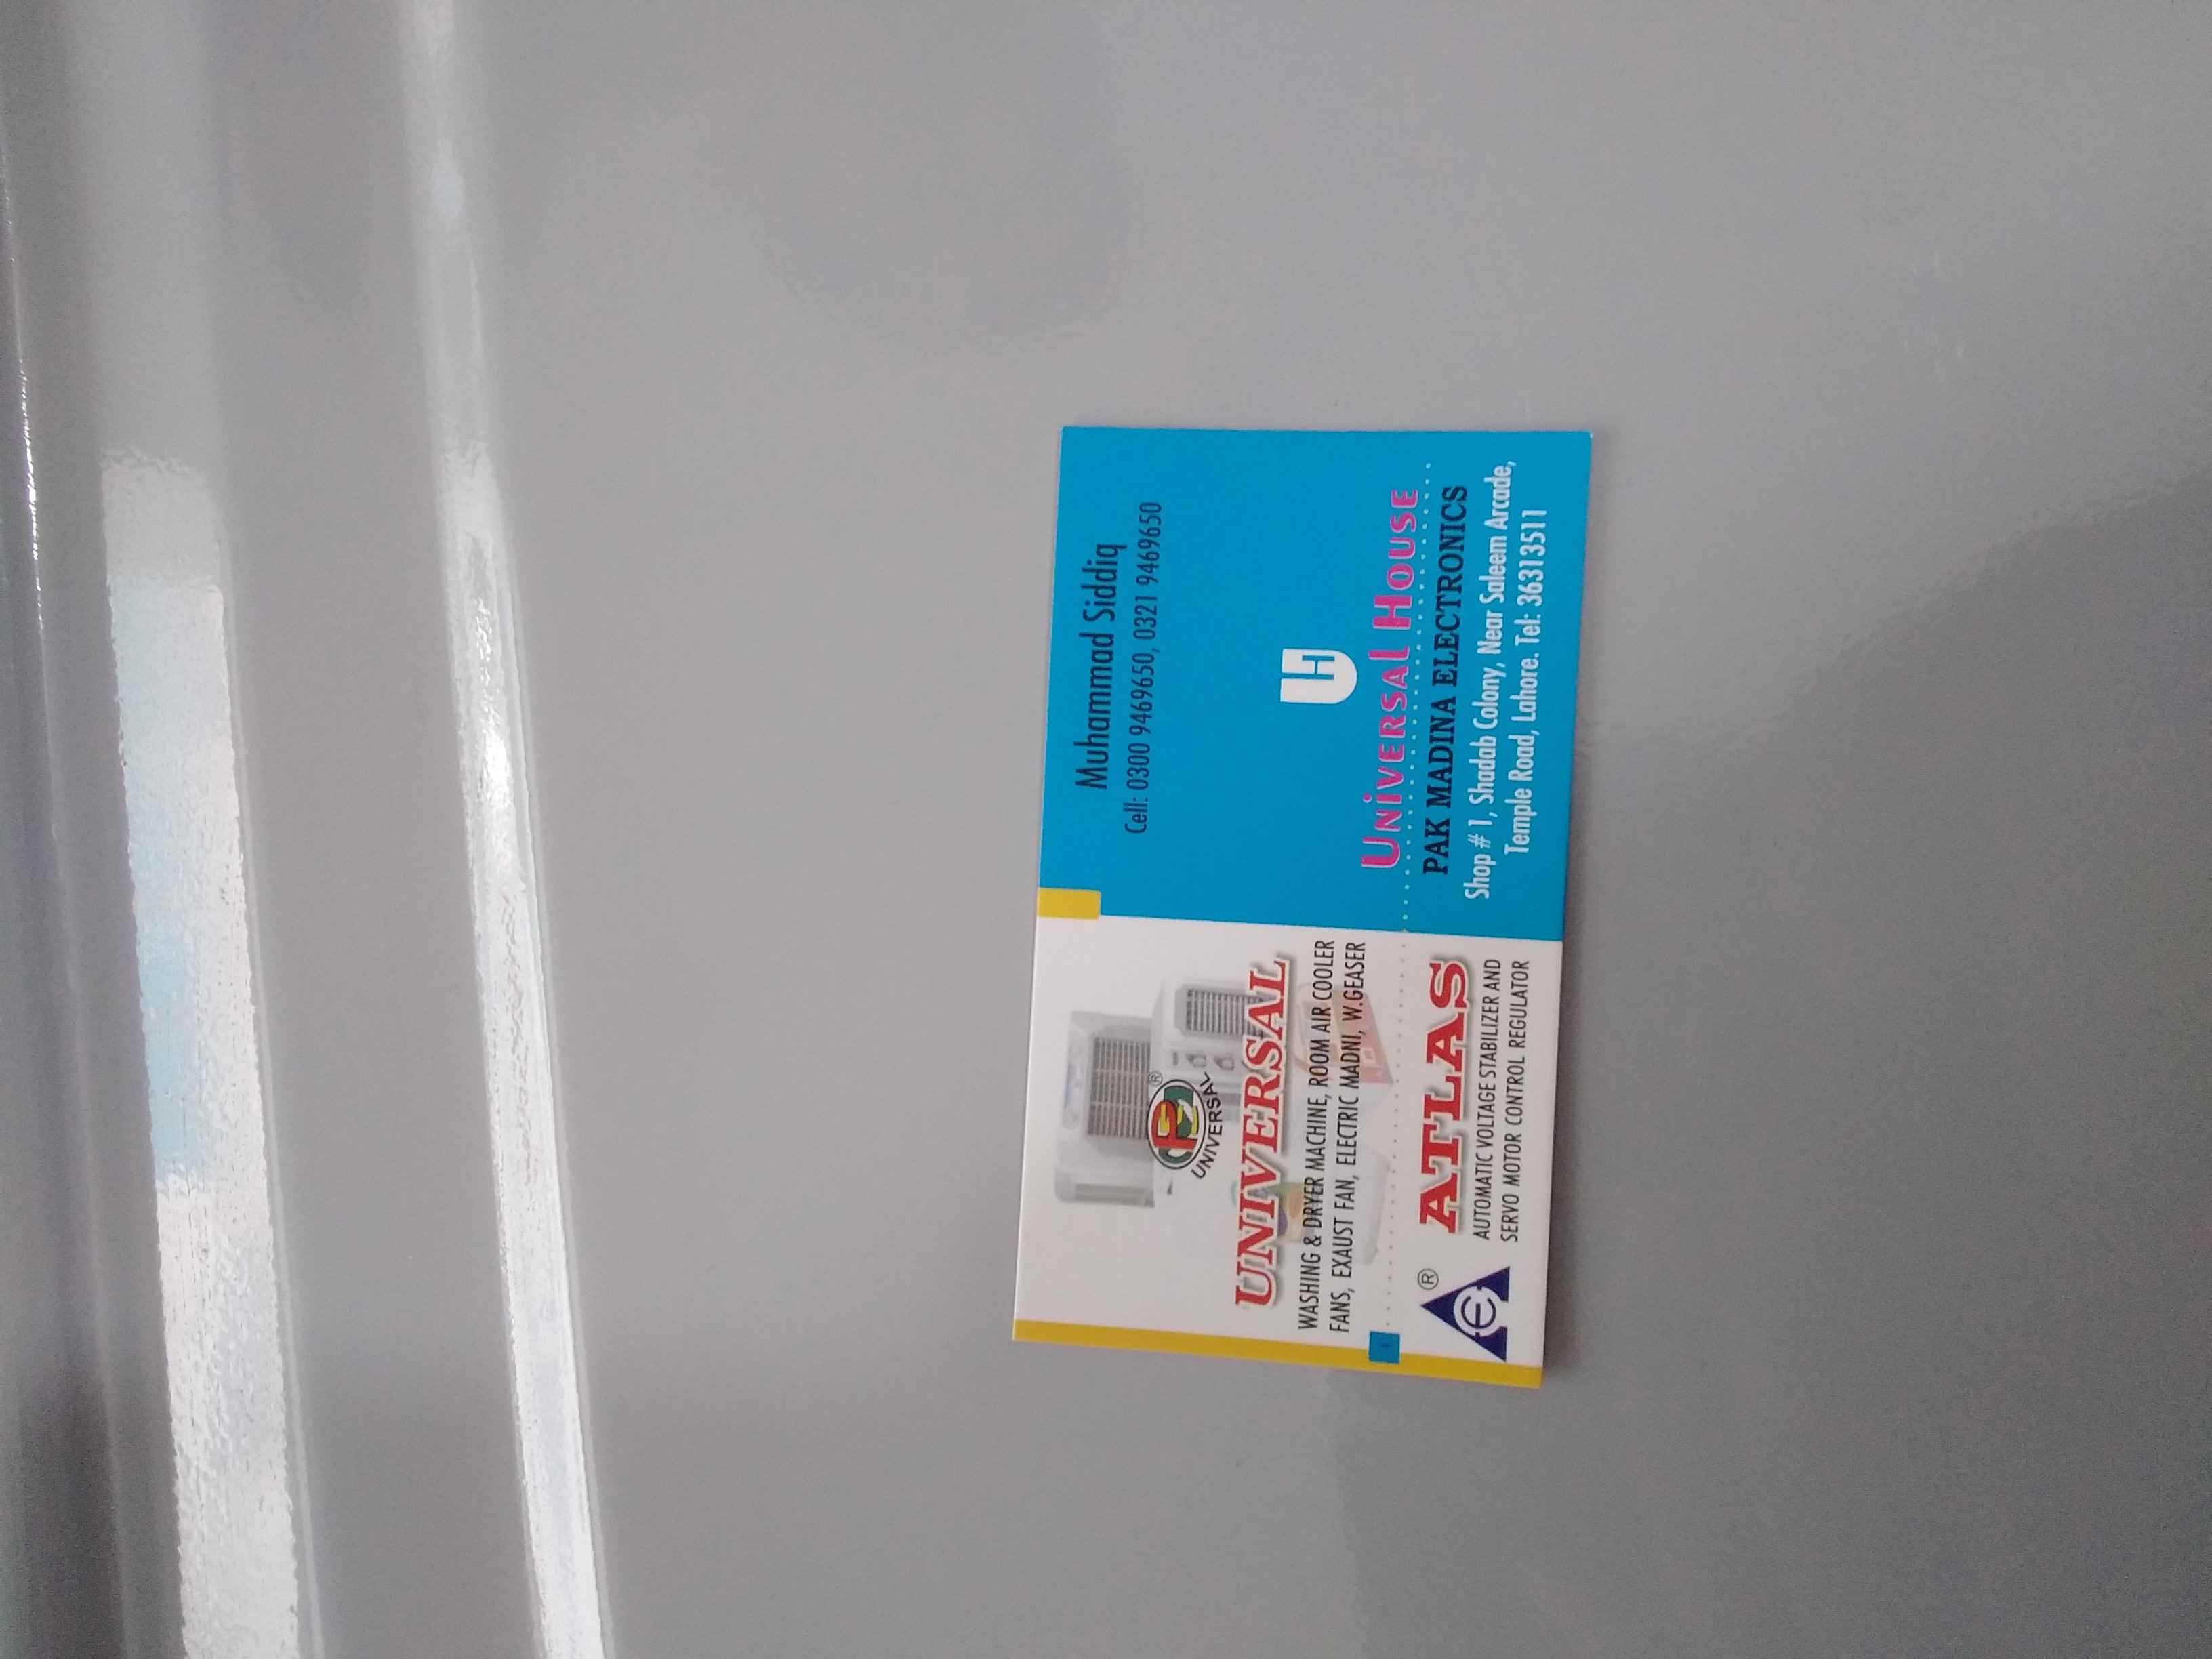 UNIVERSAL
®
UNIVERSAL
WASHING & DRYER MACHINE, ROOM AIR COOLER
FANS, EXAUST FAN, ELECTRIC MADNI, W.GEASER
®
ATLAS
AUTOMATIC VOLTAGE STABILIZER AND
SERVO MOTOR CONTROL REGULATOR
Muhammad Siddiq
Cell: 0300 9469650, 0321 9469650
UH
UNIVERSAL HOUSE
PAK MADINA ELECTRONICS
Shop # 1, Shadab Colony, Near Saleem Arcade,
Temple Road, Lahore. Tel: 36313511